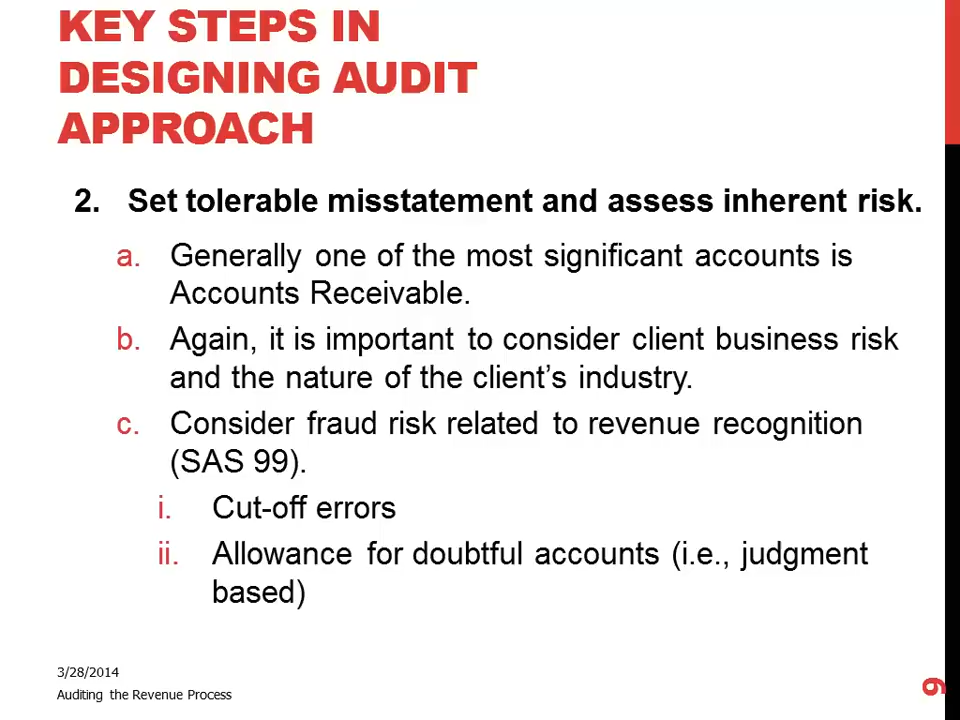 KEY STEPS IN
DESIGNING AUDIT
APPROACH
2. Set tolerable misstatement and assess inherent risk.
a. Generally one of the most significant accounts is
Accounts Receivable.
b. Again, it is important to consider client business risk
and the nature of the client’s industry.
c. Consider fraud risk related to revenue recognition
(SAS 99).
i. Cut-off errors
ii. Allowance for doubtful accounts (i.e., judgment
based)
3/28/2014
Auditing the Revenue Process
9